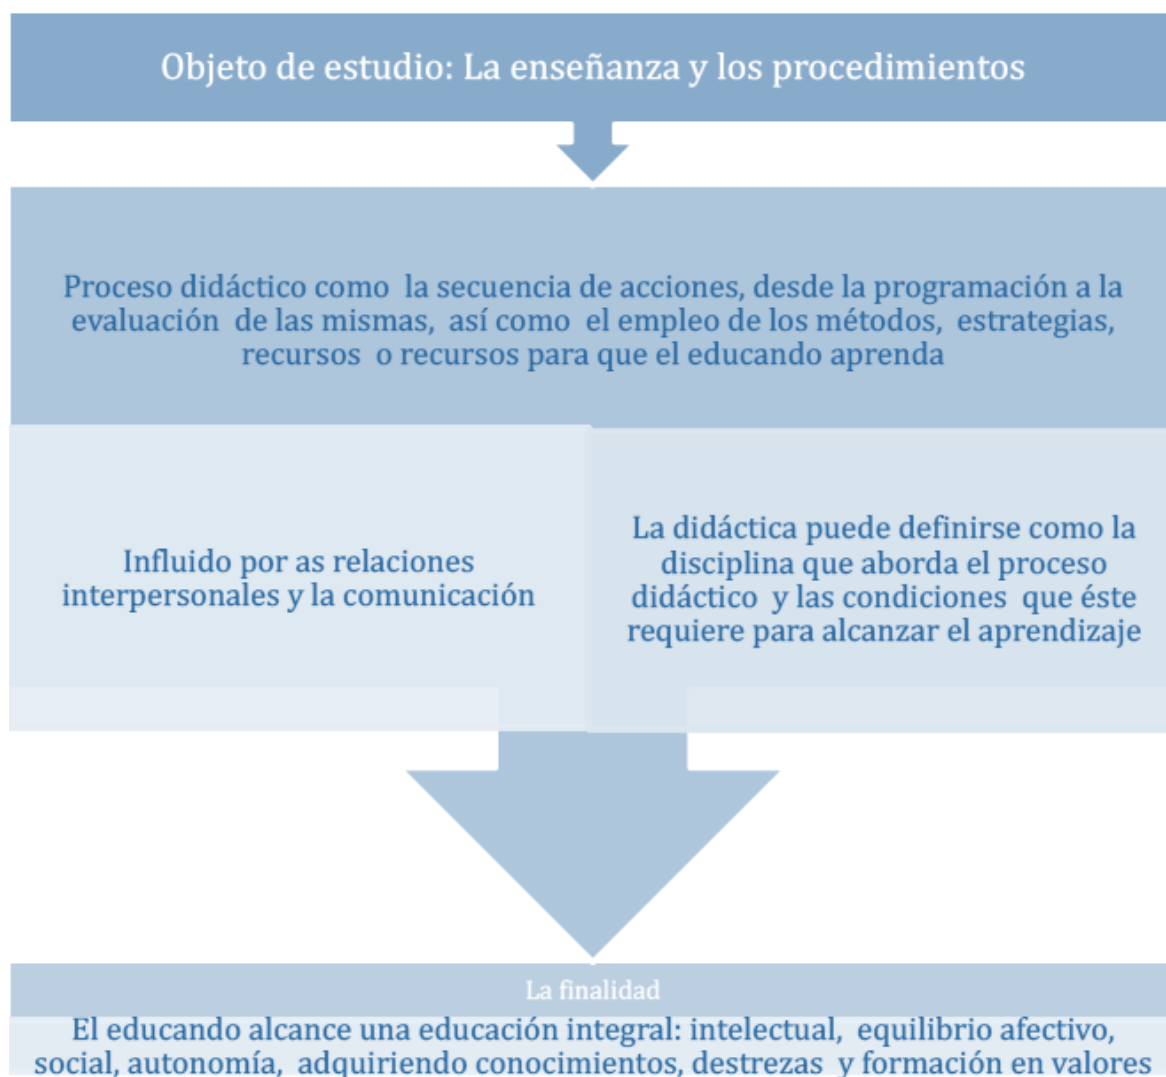 Objeto de estudio: La enseñanza y los procedimientos
Proceso didáctico como la secuencia de acciones, desde la programación a la
evaluación de las mismas, así como el empleo de los métodos, estrategias,
recursos o recursos para que el educando aprenda
Influido por as relaciones
interpersonales y la comunicación
La didáctica puede definirse como la
disciplina que aborda el proceso
didáctico y las condiciones que éste
requiere para alcanzar el aprendizaje
La finalidad
El educando alcance una educación integral: intelectual, equilibrio afectivo,
social, autonomía, adquiriendo conocimientos, destrezas y formación en valores